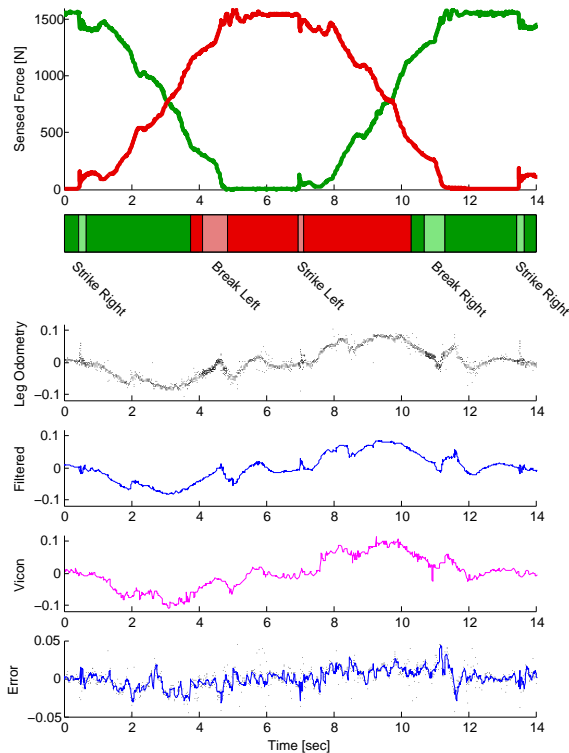 Sensed Force [N]
1500
1000
500
0
0 2 4 6 8 10 12 14
Strike Right
Break Left
Strike Left
Break Right
Strike Right
Leg Odometry
0.1
0
−0.1
0 2 4 6 8 10 12 14
Filtered
0.1
0
−0.1
0 2 4 6 8 10 12 14
Vicon
0.1
0
−0.1
0 2 4 6 8 10 12 14
Error
0.05
0
−0.05
0 2 4 6 8 10 12 14
Time [sec]